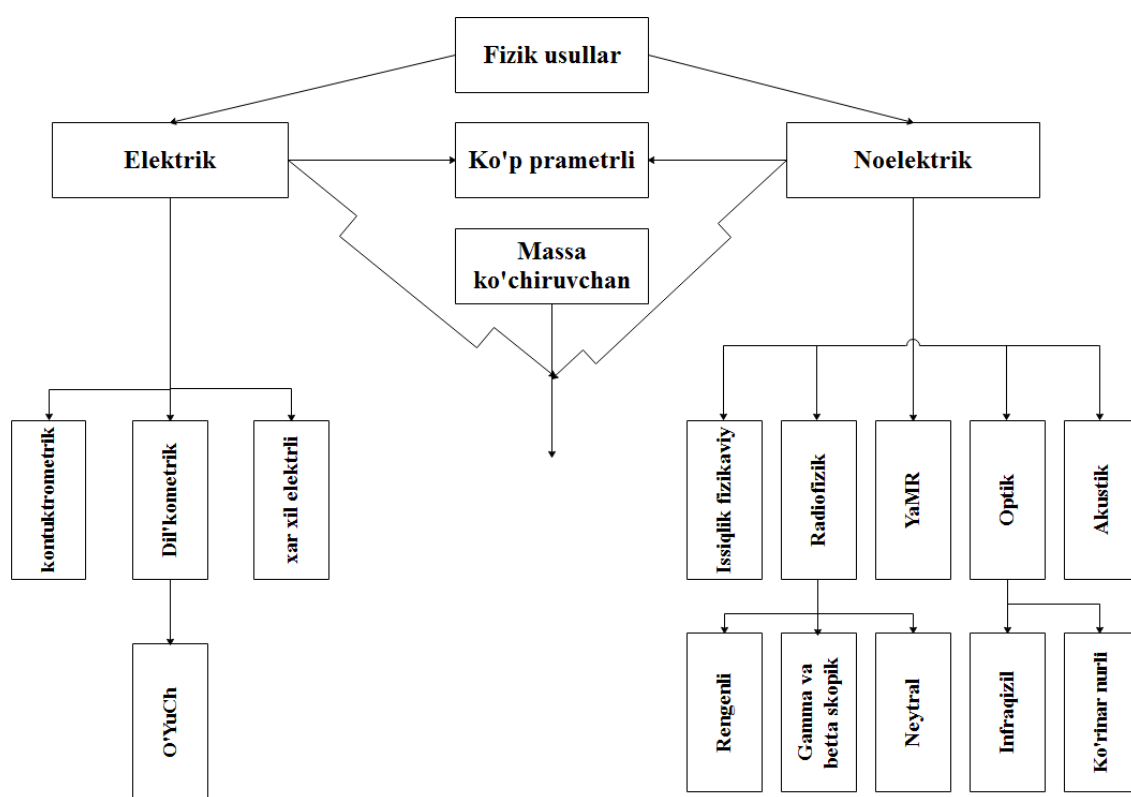 Fizik usullar
Elektrik
Ko'p prametrli
Noelektrik
Massa
ko'chiruvchan
kontuktrometrik
Dil'kometrik
xar xil elektrli
Issiqlik fizikaviy
Radiofizik
YaMR
Optik
Akustik
O'YuCh
Rengenli
Gamma va
betta skopik
Neytral
Infraqizil
Ko'rinar nurli